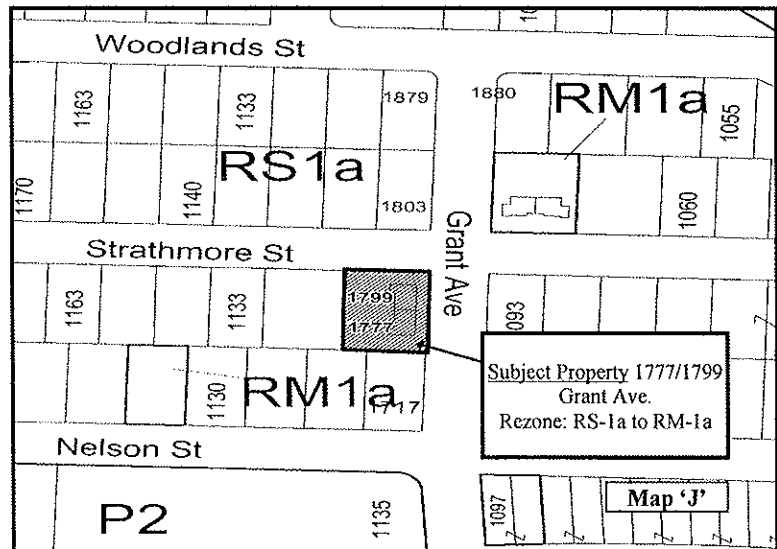 Woodlands St
1163
1133
1879
1880
RM1a
1055
RS1a
1170
1140
1803
1060
Grant Ave
Strathmore St
1163
1133
1799
1777
1093
Subject Property 1777/1799
Grant Ave.
Rezone: RS-1a to RM-1a
RM1a
1130
1717
Nelson St
P2
1135
1097
Map ‘J’